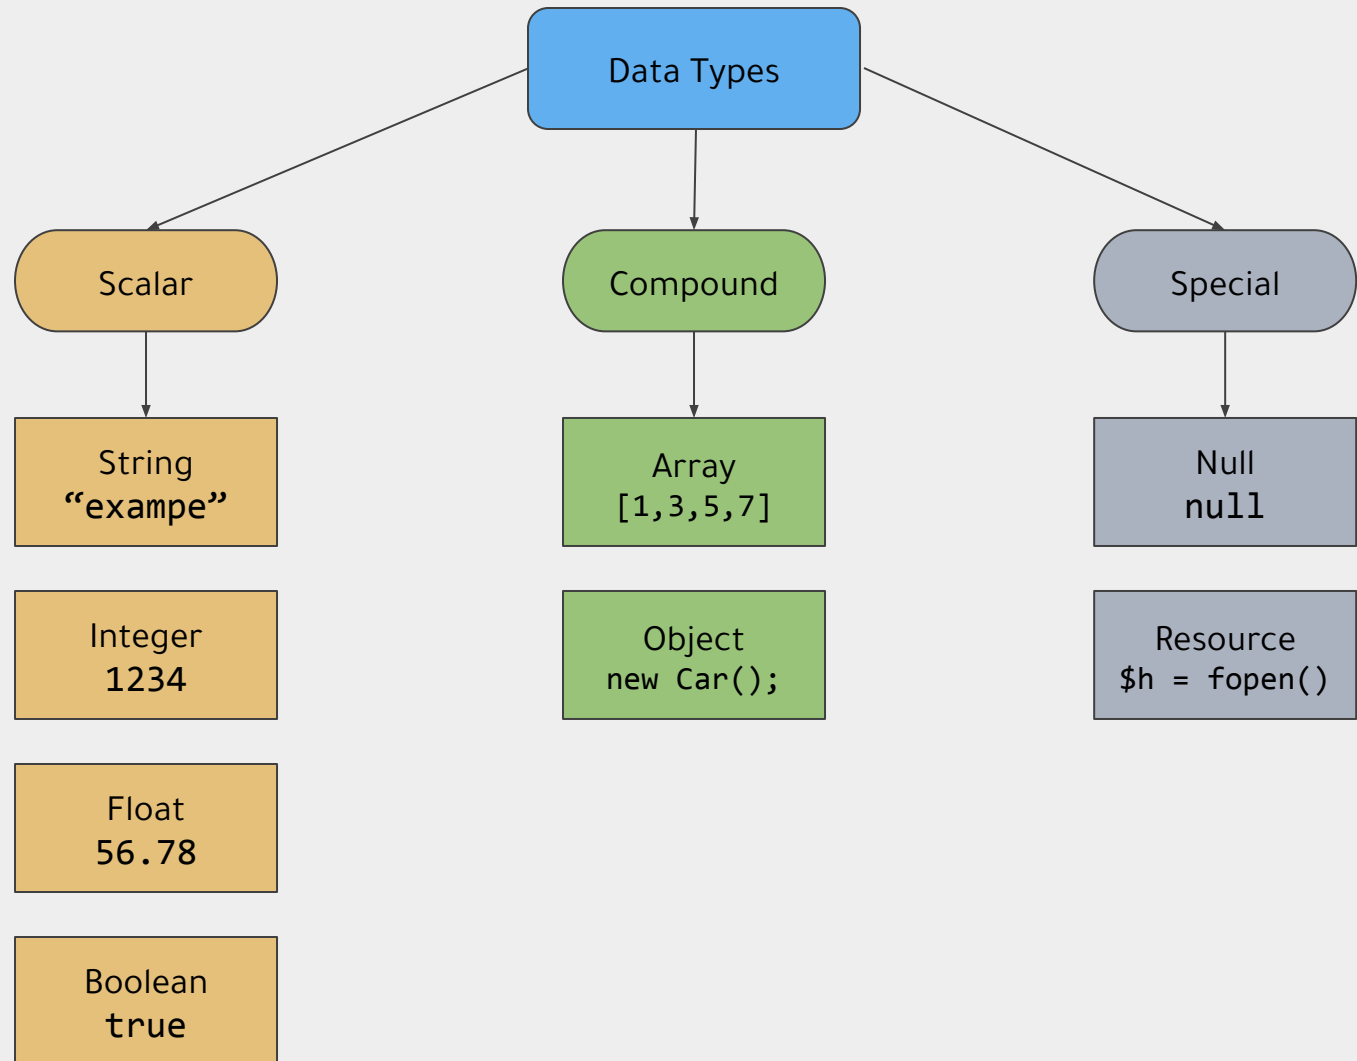 Data Types
Scalar
Compound
Special
String
“exampe”
Array
[1,3,5,7]
Null
null
Integer
1234
Object
new Car();
Resource
$h = fopen()
Float
56.78
Boolean
true